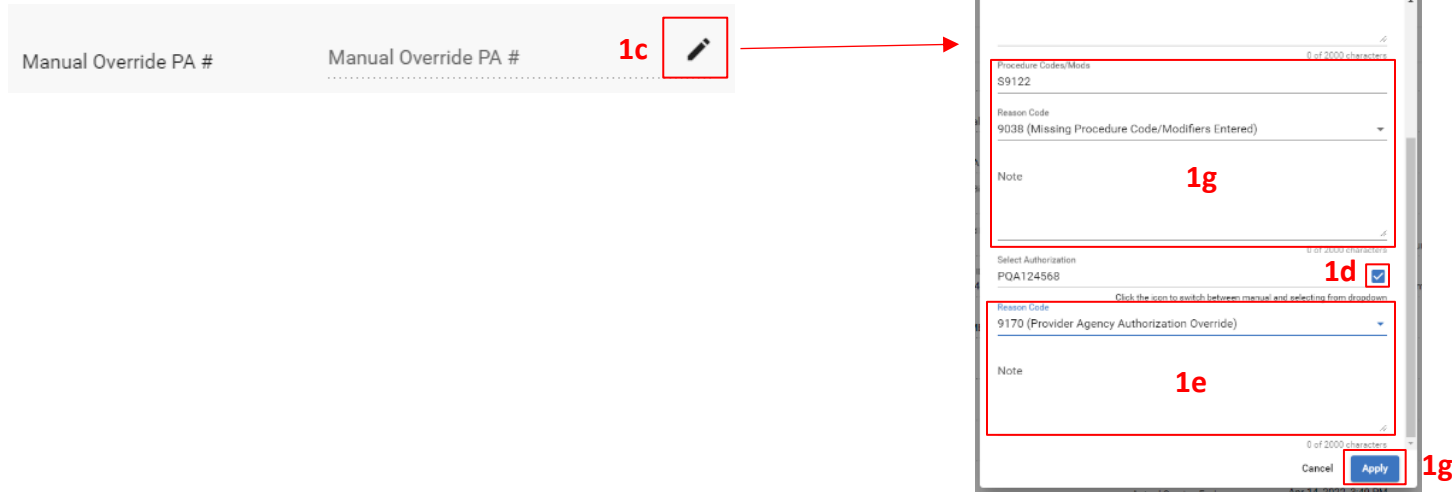 Manual Override PA #
Manual Override PA #
1c
0 of 2000 characters
Procedure Codes/Mods
S9122
Reason Code
9038 (Missing Procedure Code/Modifiers Entered)
Note
1g
0 of 2000 characters
Select Authorization
PQA124568
1d
Click the icon to switch between manual and selecting from dropdown
Reason Code
9170 (Provider Agency Authorization Override)
Note
1e
0 of 2000 characters
Cancel
Apply
1g